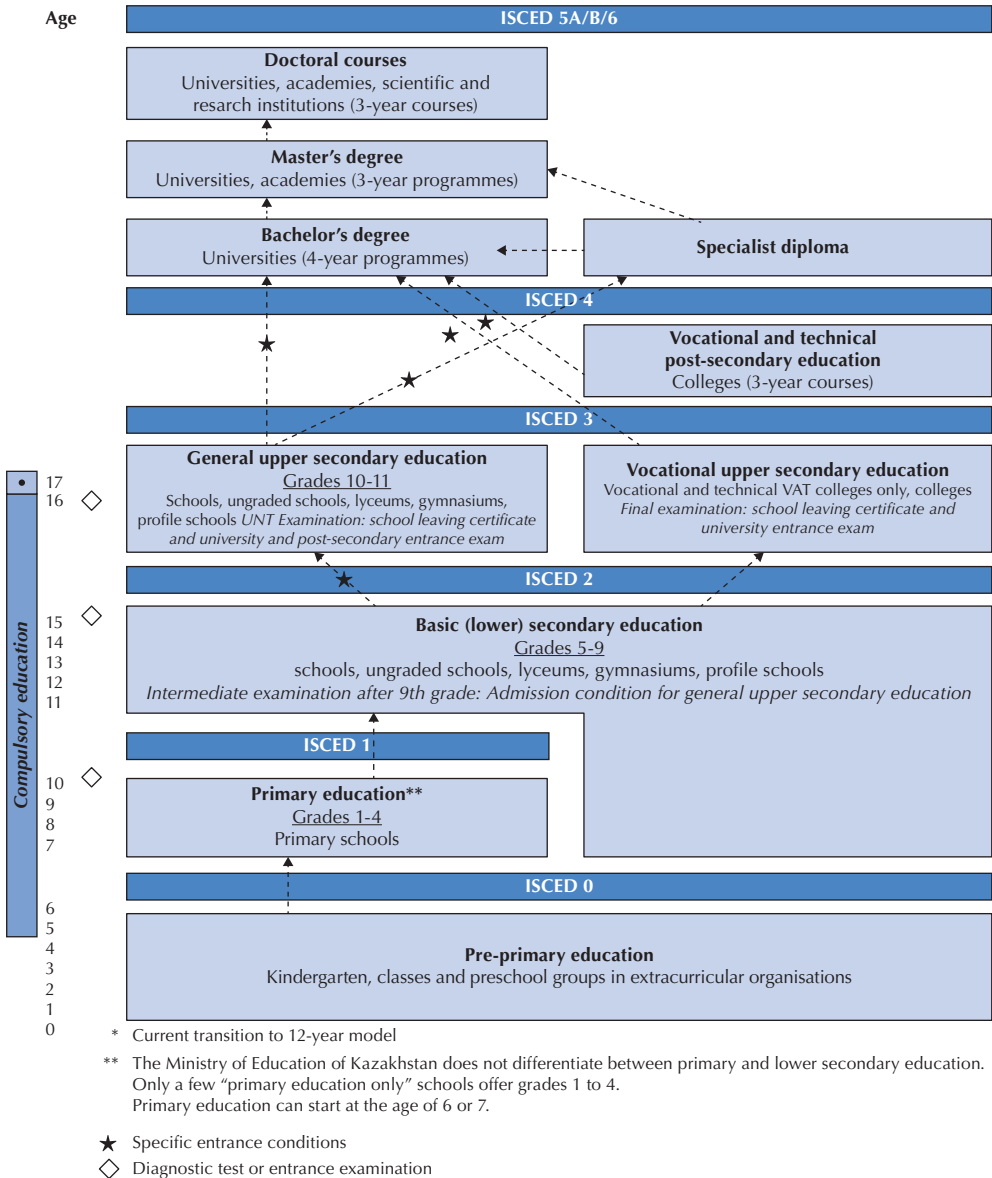 Age
ISCED 5A/B/6
Doctoral courses
Universities, academies, scientific and
resarch institutions (3-year courses)
Master's degree
Universities, academies (3-year programmes)
Bachelor's degree
Universities (4-year programmes)
Specialist diploma
ISCED 4
Vocational and technical
post-secondary education
Colleges (3-year courses)
ISCED 3
General upper secondary education
Grades 10-11
Schools, ungraded schools, lyceums, gymnasiums,
profile schools UNT Examination: school leaving certificate
and university and post-secondary entrance exam
Vocational upper secondary education
Vocational and technical VAT colleges only, colleges
Final examination: school leaving certificate and
university entrance exam
17
16
ISCED 2
Compulsory education
15
14
13
12
11
Basic (lower) secondary education
Grades 5-9
schools, ungraded schools, lyceums, gymnasiums, profile schools
Intermediate examination after 9th grade: Admission condition for general upper secondary education
ISCED 1
10
9
8
7
Primary education**
Grades 1-4
Primary schools
ISCED 0
6
5
4
3
2
1
0
Pre-primary education
Kindergarten, classes and preschool groups in extracurricular organisations
* Current transition to 12-year model
** The Ministry of Education of Kazakhstan does not differentiate between primary and lower secondary education.
Only a few "primary education only" schools offer grades 1 to 4.
Primary education can start at the age of 6 or 7.
★ Specific entrance conditions
◇ Diagnostic test or entrance examination